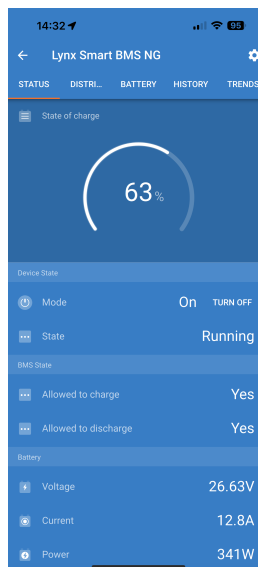 14:32
95
Lynx Smart BMS NG
STATUS DISTRI... BATTERY HISTORY TRENDS
State of charge
63%
Device State
Mode On TURN OFF
State Running
BMS State
Allowed to charge Yes
Allowed to discharge Yes
Battery
Voltage 26.63V
Current 12.8A
Power 341W